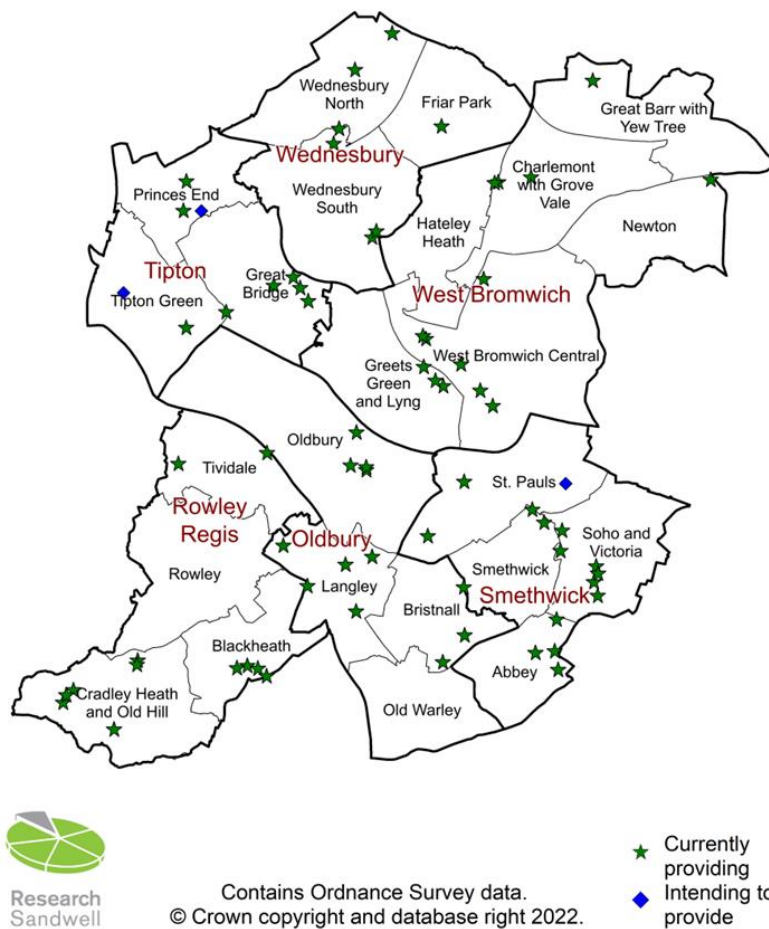 Wednesbury
North
Friar Park
Great Barr with
Yew Tree
Wednesbury
Charlemont
with Grove
Vale
Princes End
Wednesbury
South
Hateley
Heath
Newton
Tipton
Great
Bridge
West Bromwich
Tipton Green
West Bromwich Central
Greets
Green
and Lyng
Oldbury
Tividale
St. Pauls
Rowley
Regis
Oldbury
Soho and
Victoria
Rowley
Langley
Smethwick
Smethwick
Bristnall
Blackheath
Abbey
Cradley Heath
and Old Hill
Old Warley
Research
Sandwell
Contains Ordnance Survey data.
© Crown copyright and database right 2022.
Currently
providing
Intending to
provide